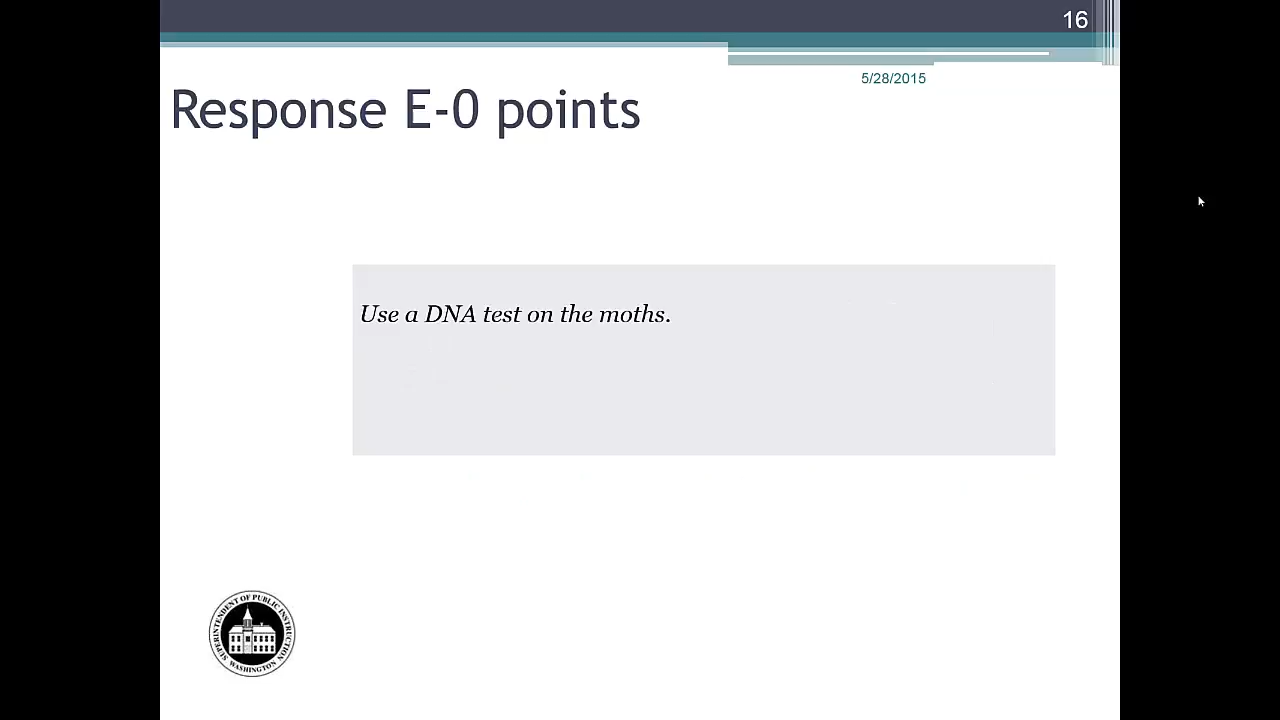 16
5/28/2015
Response E-0 points
Use a DNA test on the moths.
SUPERINTENDENT OF PUBLIC INSTRUCTION
WASHINGTON